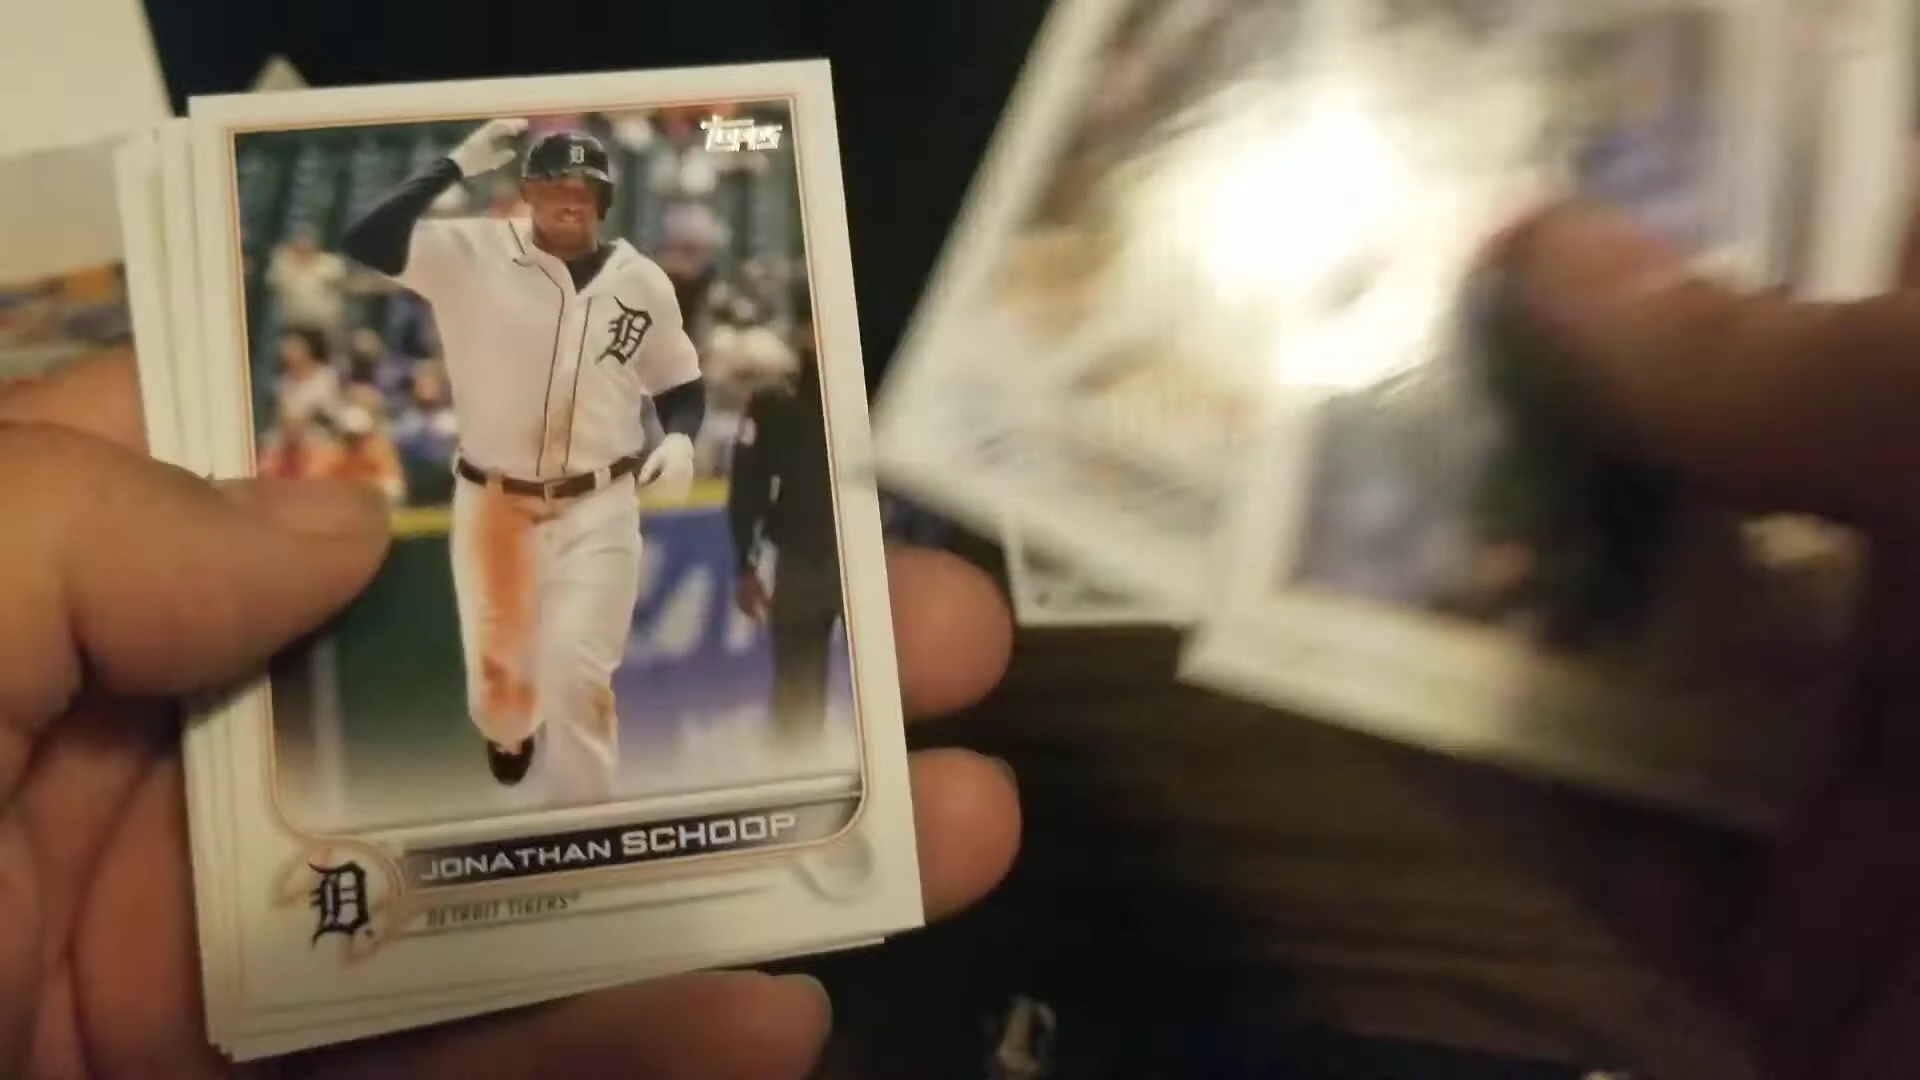 Topps
D
D
JONATHAN SCHOOP
D
DETROIT TIGERS®